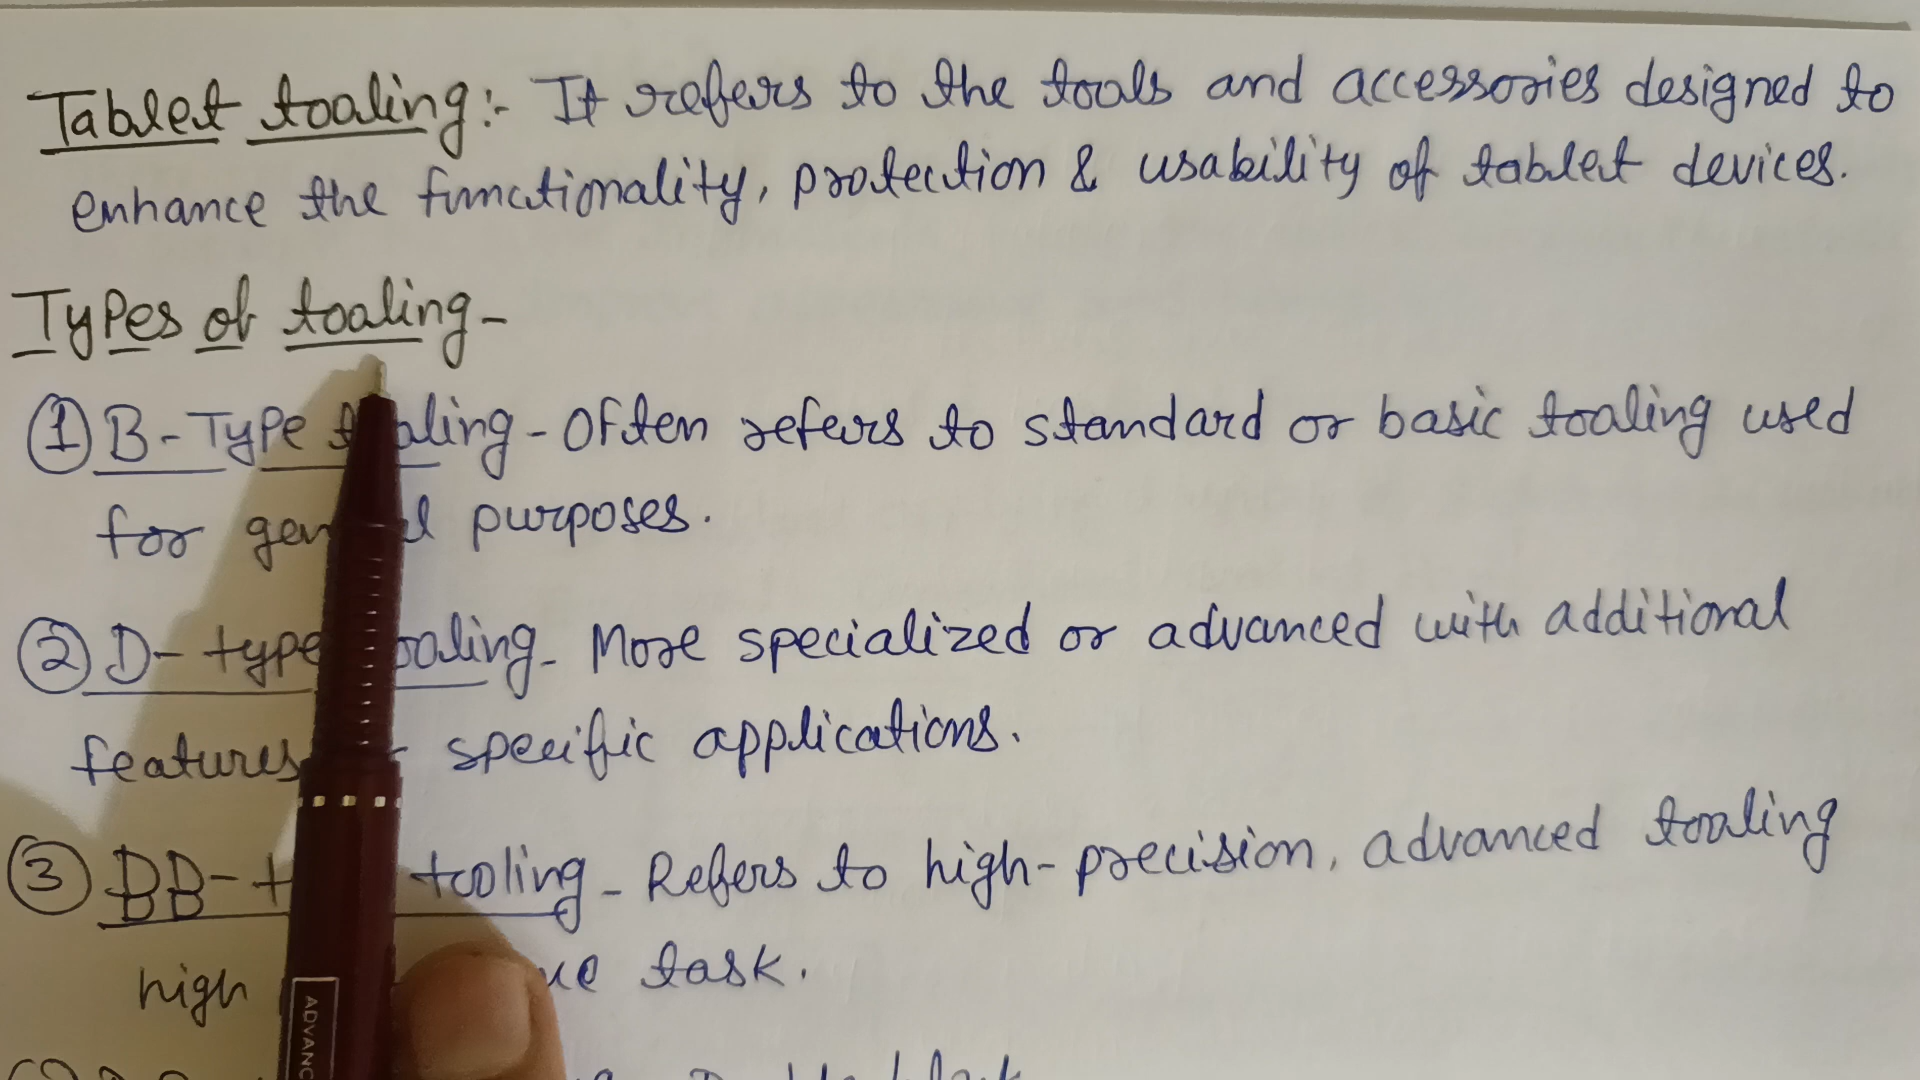 Tablet tooling:- It refers to the tools and accessories designed to
enhance the functionality, protection & usability of tablet devices.
Types of tooling-
① B-Type tooling - Often refers to standard or basic tooling used
for general purposes.
② D-type tooling - More specialized or advanced with additional
features specific applications.
③ BB- tooling - Refers to high-precision, advanced tooling
high task.
ADVANC